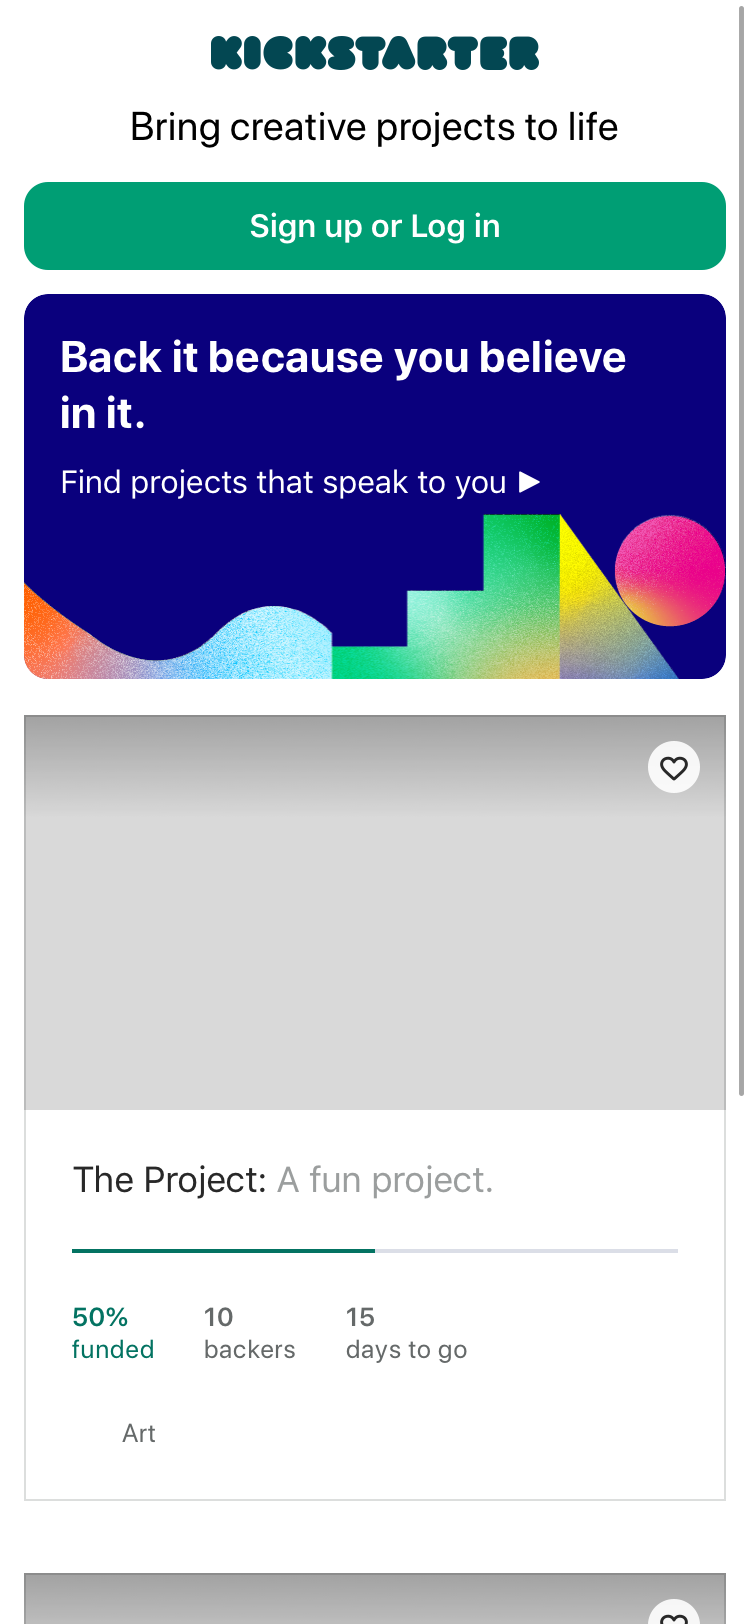 KICKSTARTER
Bring creative projects to life
Sign up or Log in
Back it because you believe
in it.
Find projects that speak to you ▶
The Project: A fun project.
50% 10 15
funded backers days to go
Art